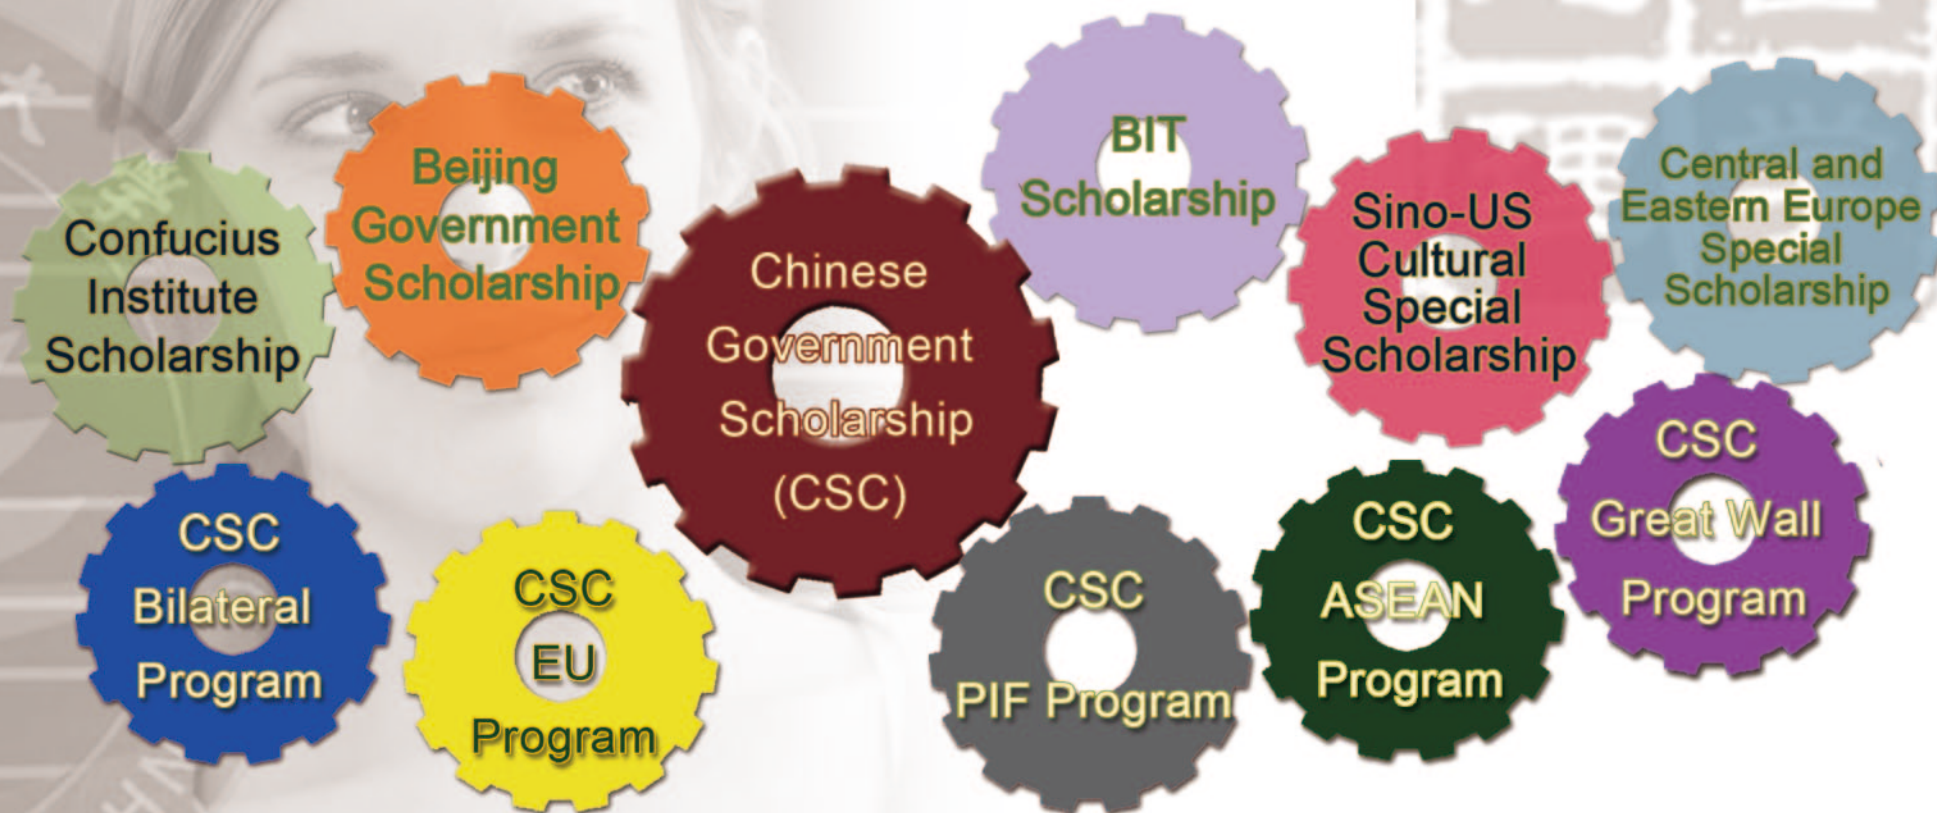 Confucius
Institute
Scholarship
Beijing
Government
Scholarship
Chinese
Government
Scholarship
(CSC)
BIT
Scholarship
Sino-US
Cultural
Special
Scholarship
Central and
Eastern Europe
Special
Scholarship
CSC
Bilateral
Program
CSC
EU
Program
CSC
PIF Program
CSC
ASEAN
Program
CSC
Great Wall
Program